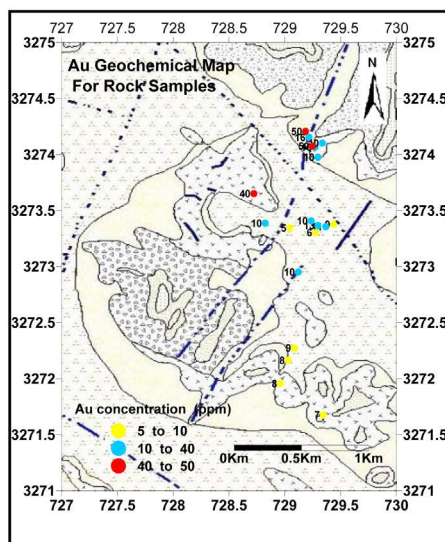 727 727.5 728 728.5 729 729.5 730
3275 3275
Au Geochemical Map N
For Rock Samples
3274.5 3274.5
50
16
3274 3274
10
40
3273.5 3273.5
10 5 10 9
6
3273 10 3273
3272.5 3272.5
9
8
3272 8 3272
Au concentration (ppm) 7
5 to 10
3271.5 3271.5
10 to 40
40 to 50 0Km 0.5Km 1Km
3271 3271
727 727.5 728 728.5 729 729.5 730